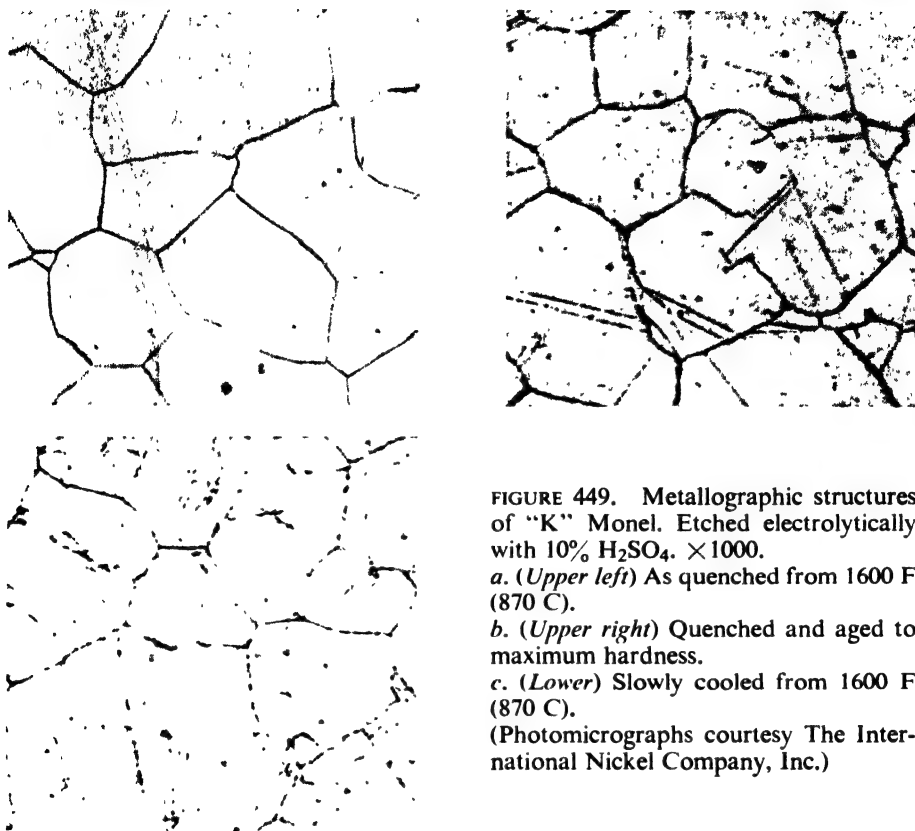 FIGURE 449. Metallographic structures
of “K” Monel. Etched electrolytically
with 10% H₂SO₄. ×1000.
a. (Upper left) As quenched from 1600 F
(870 C).
b. (Upper right) Quenched and aged to
maximum hardness.
c. (Lower) Slowly cooled from 1600 F
(870 C).
(Photomicrographs courtesy The Inter-
national Nickel Company, Inc.)